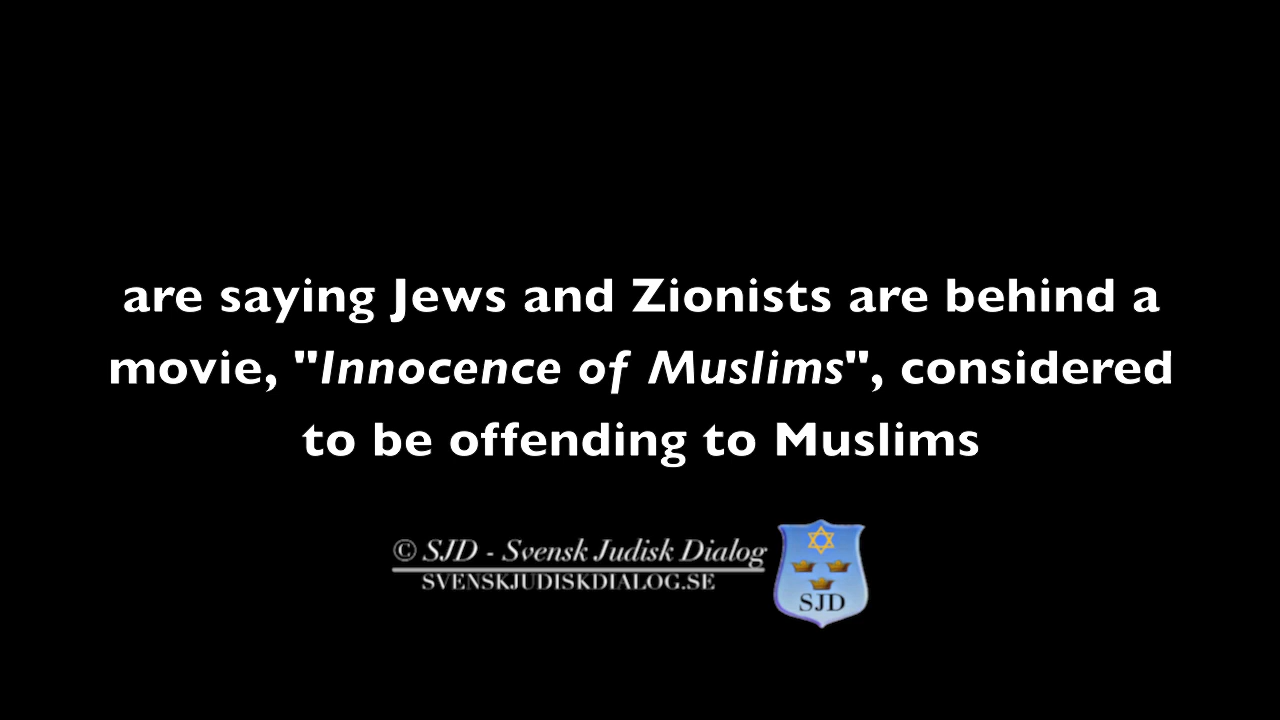 are saying Jews and Zionists are behind a
movie, "Innocence of Muslims", considered
to be offending to Muslims
© SJD - Svensk Judisk Dialog
SVENSKJUDISKDIALOG.SE
SJD